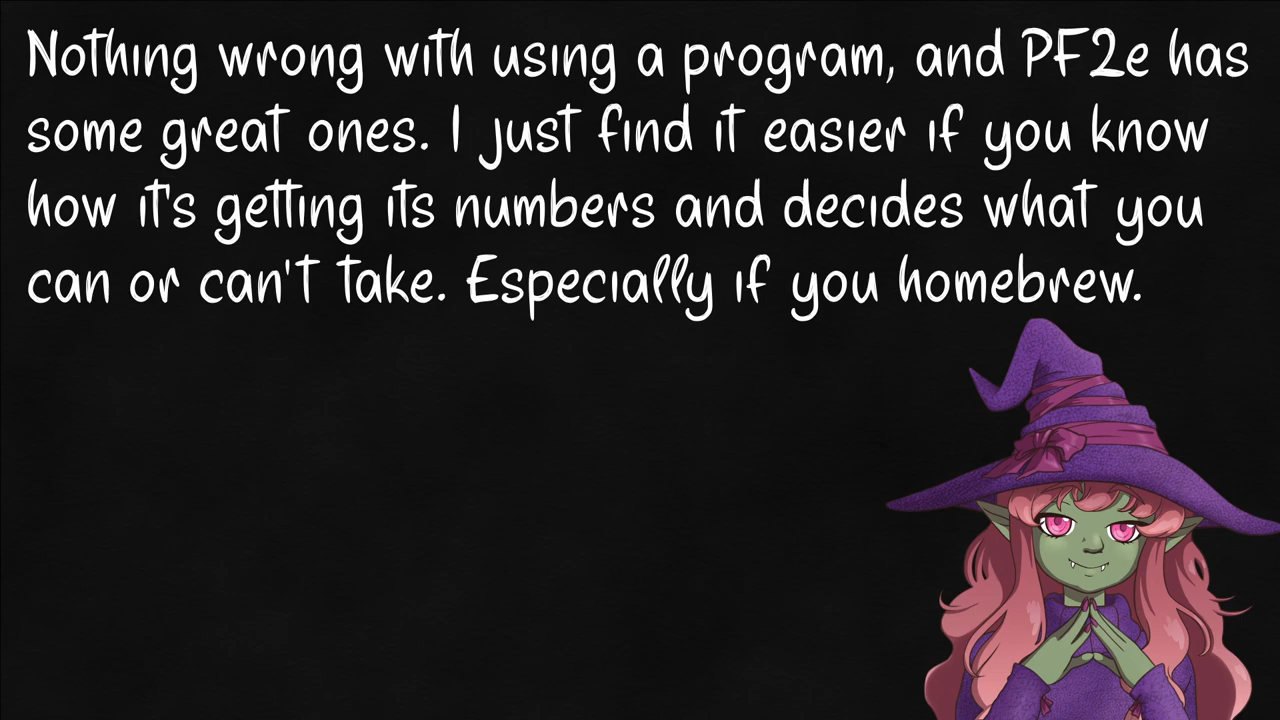 Nothing wrong with using a program, and PF2e has
some great ones. I just find it easier if you know
how it's getting its numbers and decides what you
can or can't take. Especially if you homebrew.